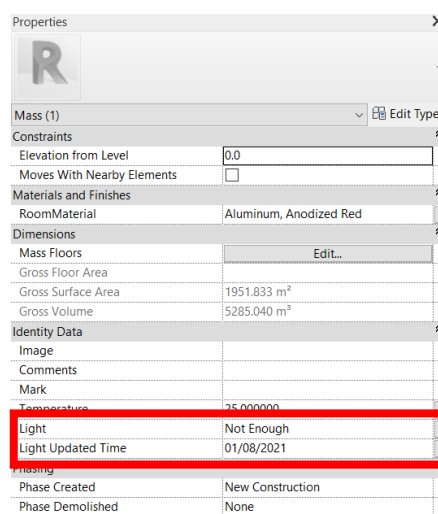 Properties
Mass (1) Edit Type
Constraints
Elevation from Level 0.0
Moves With Nearby Elements
Materials and Finishes
RoomMaterial Aluminum, Anodized Red
Dimensions
Mass Floors Edit...
Gross Floor Area
Gross Surface Area 1951.833 m²
Gross Volume 5285.040 m³
Identity Data
Image
Comments
Mark
Temperature 25.000000
Light Not Enough
Light Updated Time 01/08/2021
Phasing
Phase Created New Construction
Phase Demolished None